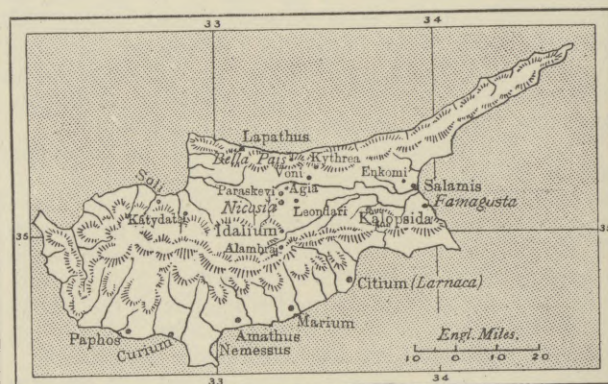 33
34
Lapathus
Bella Pais
Kythrea
Voni
Enkomi
Soli
Paraskevi
Agia
Salamis
Nicosia
Famagusta
Katydata
Leondari
Kalopsida
35
35
Idalium
Alambra
Citium (Larnaca)
Marium
Paphos
Curium
Amathus
Nemessus
Engl. Miles.
10 0 10 20
33
34